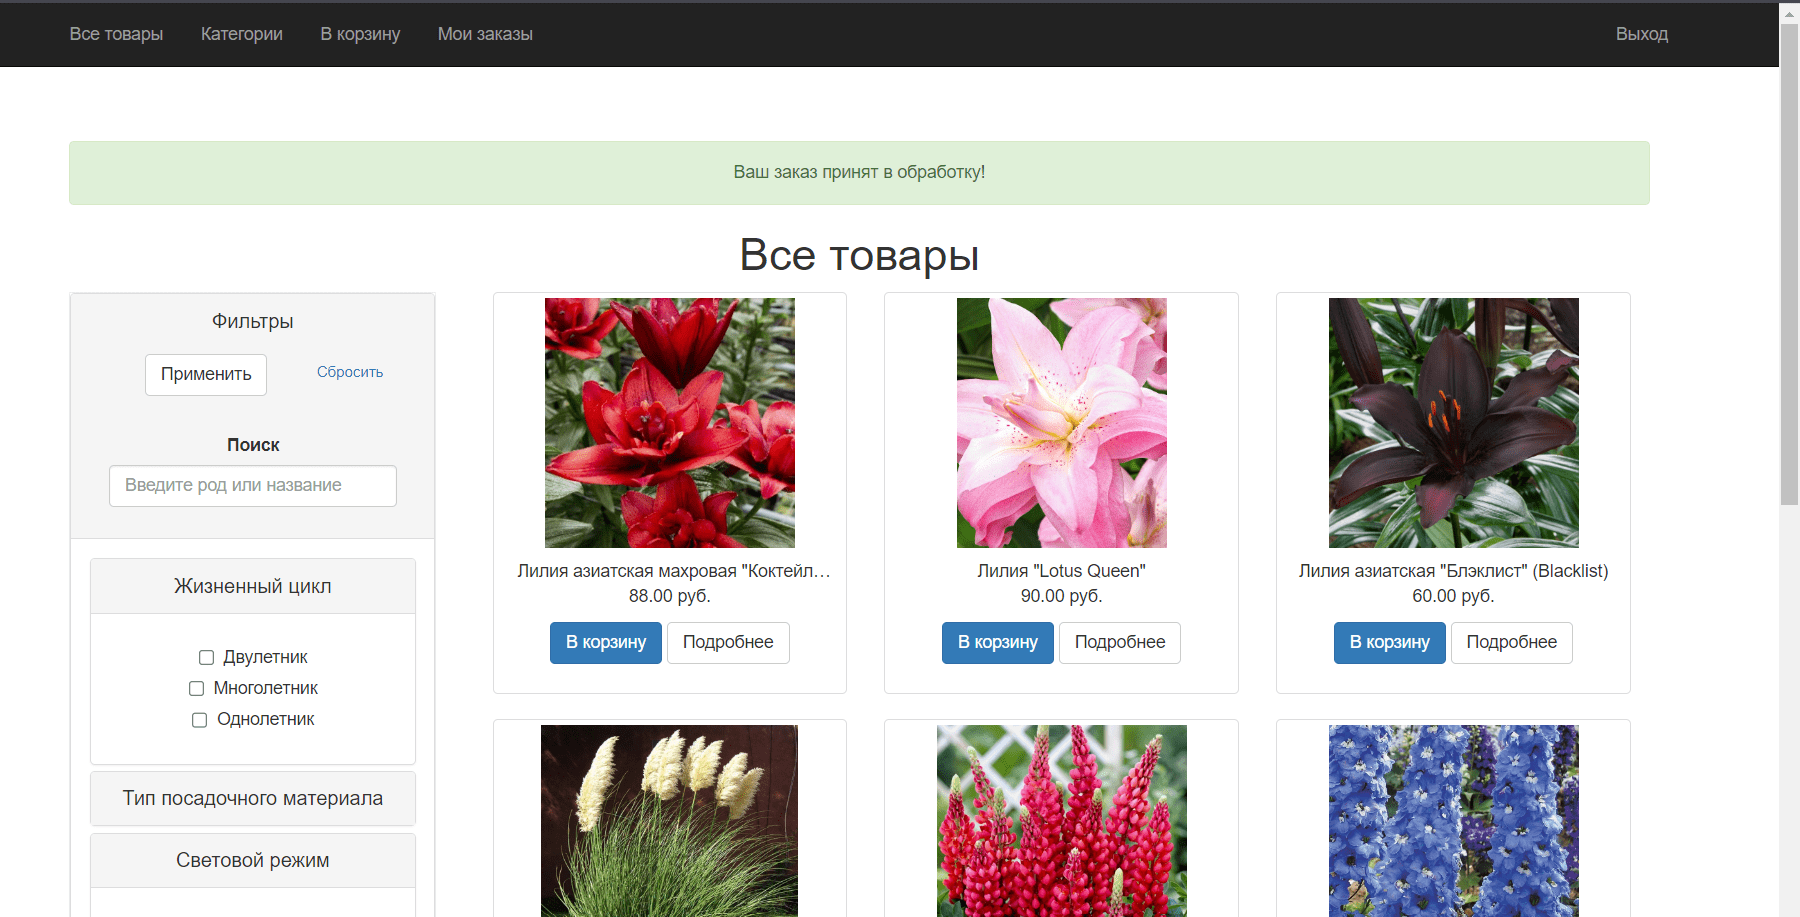 Все товары Категории В корзину Мои заказы Выход
Ваш заказ принят в обработку!
Все товары
Фильтры
Применить Сбросить
Поиск
Введите род или название
Жизненный цикл
Двулетник
Многолетник
Однолетник
Тип посадочного материала
Световой режим
Лилия азиатская махровая "Коктейл...
88.00 руб.
В корзину Подробнее
Лилия "Lotus Queen"
90.00 руб.
В корзину Подробнее
Лилия азиатская "Блэклист" (Blacklist)
60.00 руб.
В корзину Подробнее